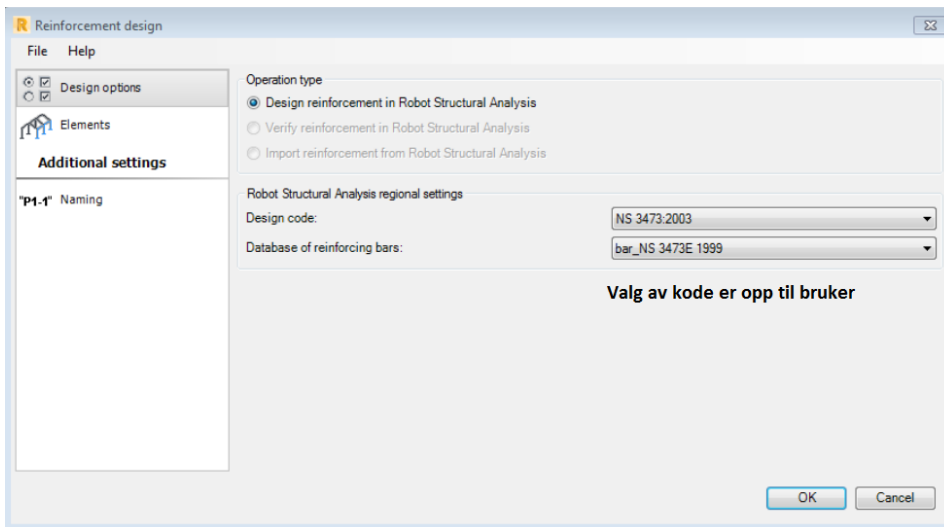 Reinforcement design
File Help
Design options
Elements
Additional settings
"P1-1" Naming
Operation type
Design reinforcement in Robot Structural Analysis
Verify reinforcement in Robot Structural Analysis
Import reinforcement from Robot Structural Analysis
Robot Structural Analysis regional settings
Design code: NS 3473:2003
Database of reinforcing bars: bar_NS 3473E 1999
Valg av kode er opp til bruker
OK Cancel